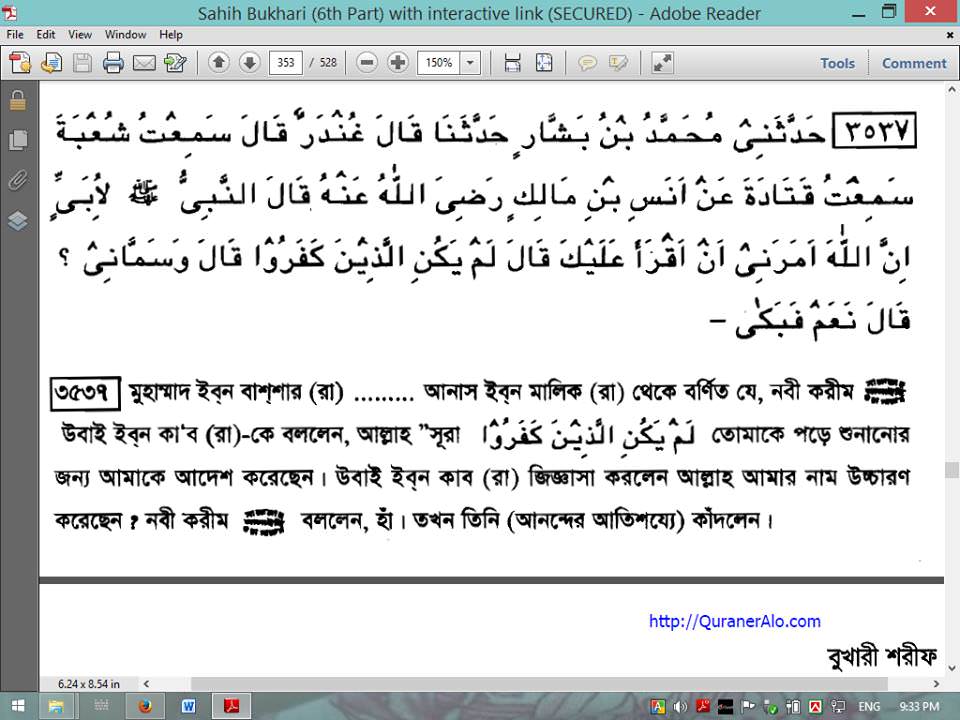 Sahih Bukhari (6th Part) with interactive link (SECURED) - Adobe Reader
File Edit View Window Help
353 / 528 150% Tools Comment
٣٥٣٧ حَدَّثَنِىْ مُحَمَّدُ بْنُ بَشَّارٍ حَدَّثَنَا قَالَ غُنْدَرٌ قَالَ سَمِعْتُ شُعْبَةَ
سَمِعْتُ قَتَادَةَ عَنْ اَنَسِ بْنِ مَالِكٍ رَضِىَ اللّٰهُ عَنْهُ قَالَ النَّبِىُّ ﷺ لِأُبَىٍّ
اِنَّ اللّٰهَ اَمَرَنِىْ اَنْ اَقْرَأَ عَلَيْكَ قَالَ لَمْ يَكُنِ الَّذِيْنَ كَفَرُوْا قَالَ وَسَمَّانِىْ ؟
قَالَ نَعَمْ فَبَكٰى –
৩৫৩৭ মুহাম্মাদ ইব্‌ন বাশ্‌শার (রা) ......... আনাস ইব্‌ন মালিক (রা) থেকে বর্ণিত যে, নবী করীম ﷺ
উবাই ইব্‌ন কা'ব (রা)-কে বললেন, আল্লাহ "সূরা لَمْ يَكُنِ الَّذِيْنَ كَفَرُوْا তোমাকে পড়ে শুনানোর
জন্য আমাকে আদেশ করেছেন। উবাই ইব্‌ন কাব (রা) জিজ্ঞাসা করলেন আল্লাহ আমার নাম উচ্চারণ
করেছেন ? নবী করীম ﷺ বললেন, হাঁ। তখন তিনি (আনন্দের আতিশয্যে) কাঁদলেন।
http://QuranerAlo.com
বুখারী শরীফ
6.24 x 8.54 in
ENG 9:33 PM